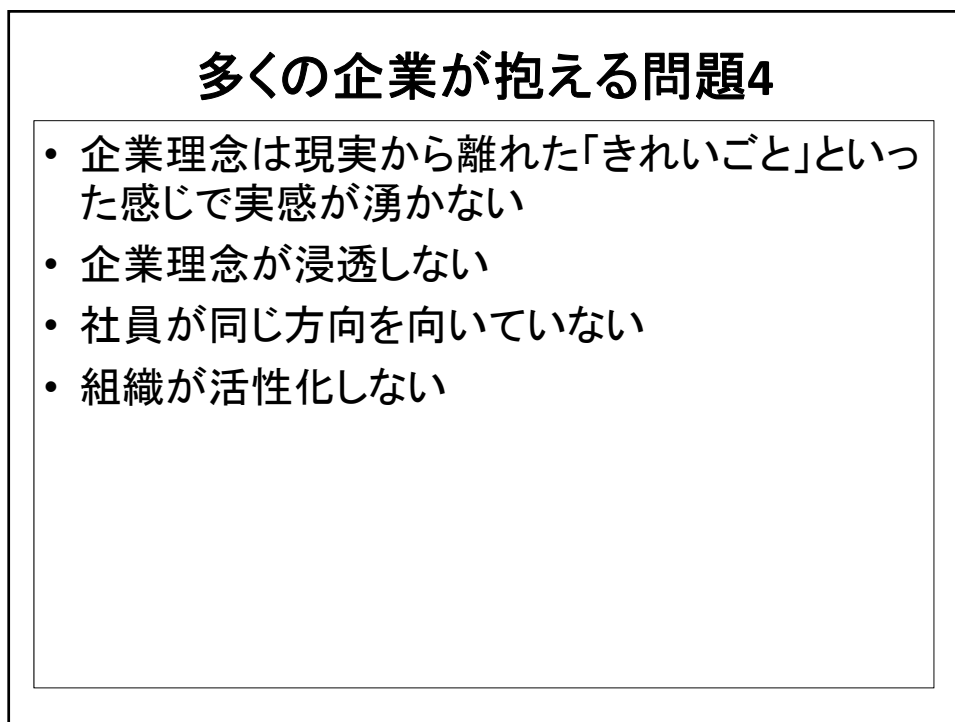 多くの企業が抱える問題4
• 企業理念は現実から離れた「きれいごと」といっ
た感じで実感が湧かない
• 企業理念が浸透しない
• 社員が同じ方向を向いていない
• 組織が活性化しない